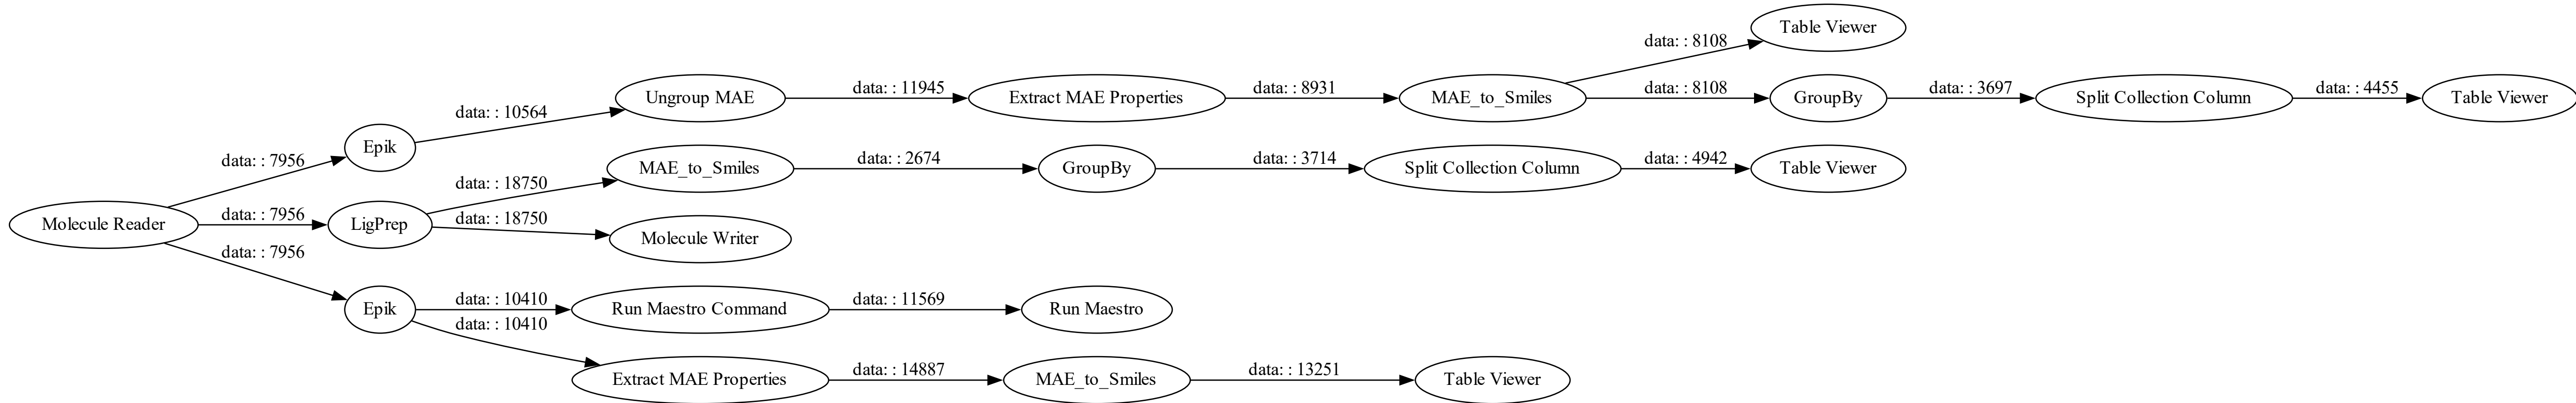 Table Viewer
data: : 8108
Ungroup MAE
data: : 11945
Extract MAE Properties
data: : 8931
MAE_to_Smiles
data: : 8108
GroupBy
data: : 3697
Split Collection Column
data: : 4455
Table Viewer
data: : 10564
Epik
data: : 7956
MAE_to_Smiles
data: : 2674
GroupBy
data: : 3714
Split Collection Column
data: : 4942
Table Viewer
data: : 18750
Molecule Reader
data: : 7956
LigPrep
data: : 18750
Molecule Writer
data: : 7956
Epik
data: : 10410
Run Maestro Command
data: : 11569
Run Maestro
data: : 10410
Extract MAE Properties
data: : 14887
MAE_to_Smiles
data: : 13251
Table Viewer